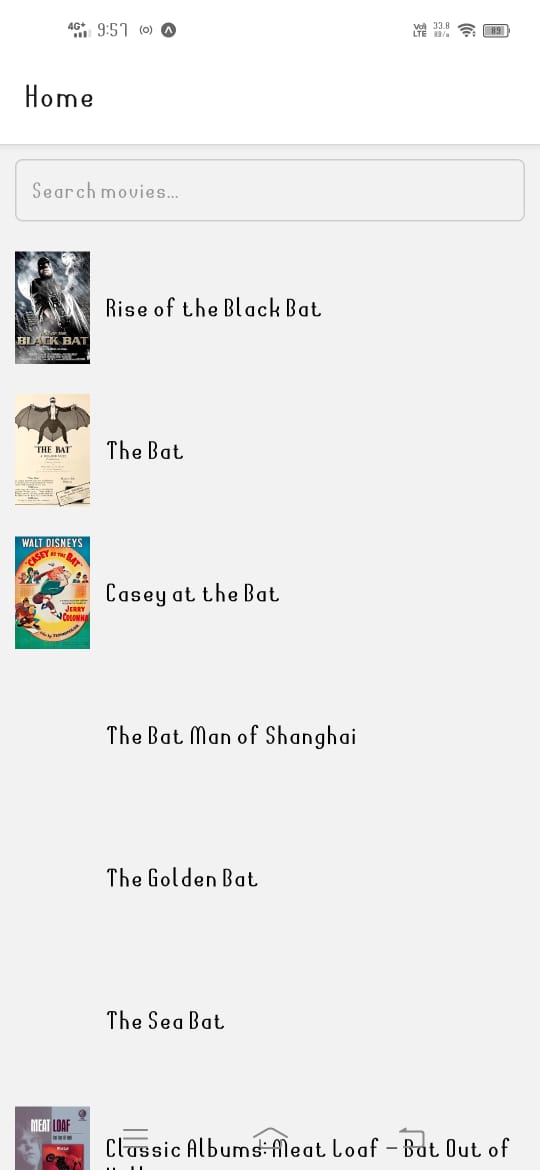 4G+ 9:57
VoJ) LTE 33.8 KB/s 89
Home
Search movies...
BLACK BAT
Rise of the Black Bat
"THE BAT"
The Bat
WALT DISNEY'S
"CASEY AT THE BAT"
JERRY
COLONNA
TECHNICOLOR
Casey at the Bat
The Bat Man of Shanghai
The Golden Bat
The Sea Bat
MEAT LOAF
Classic Albums: Meat Loaf - Bat Out of